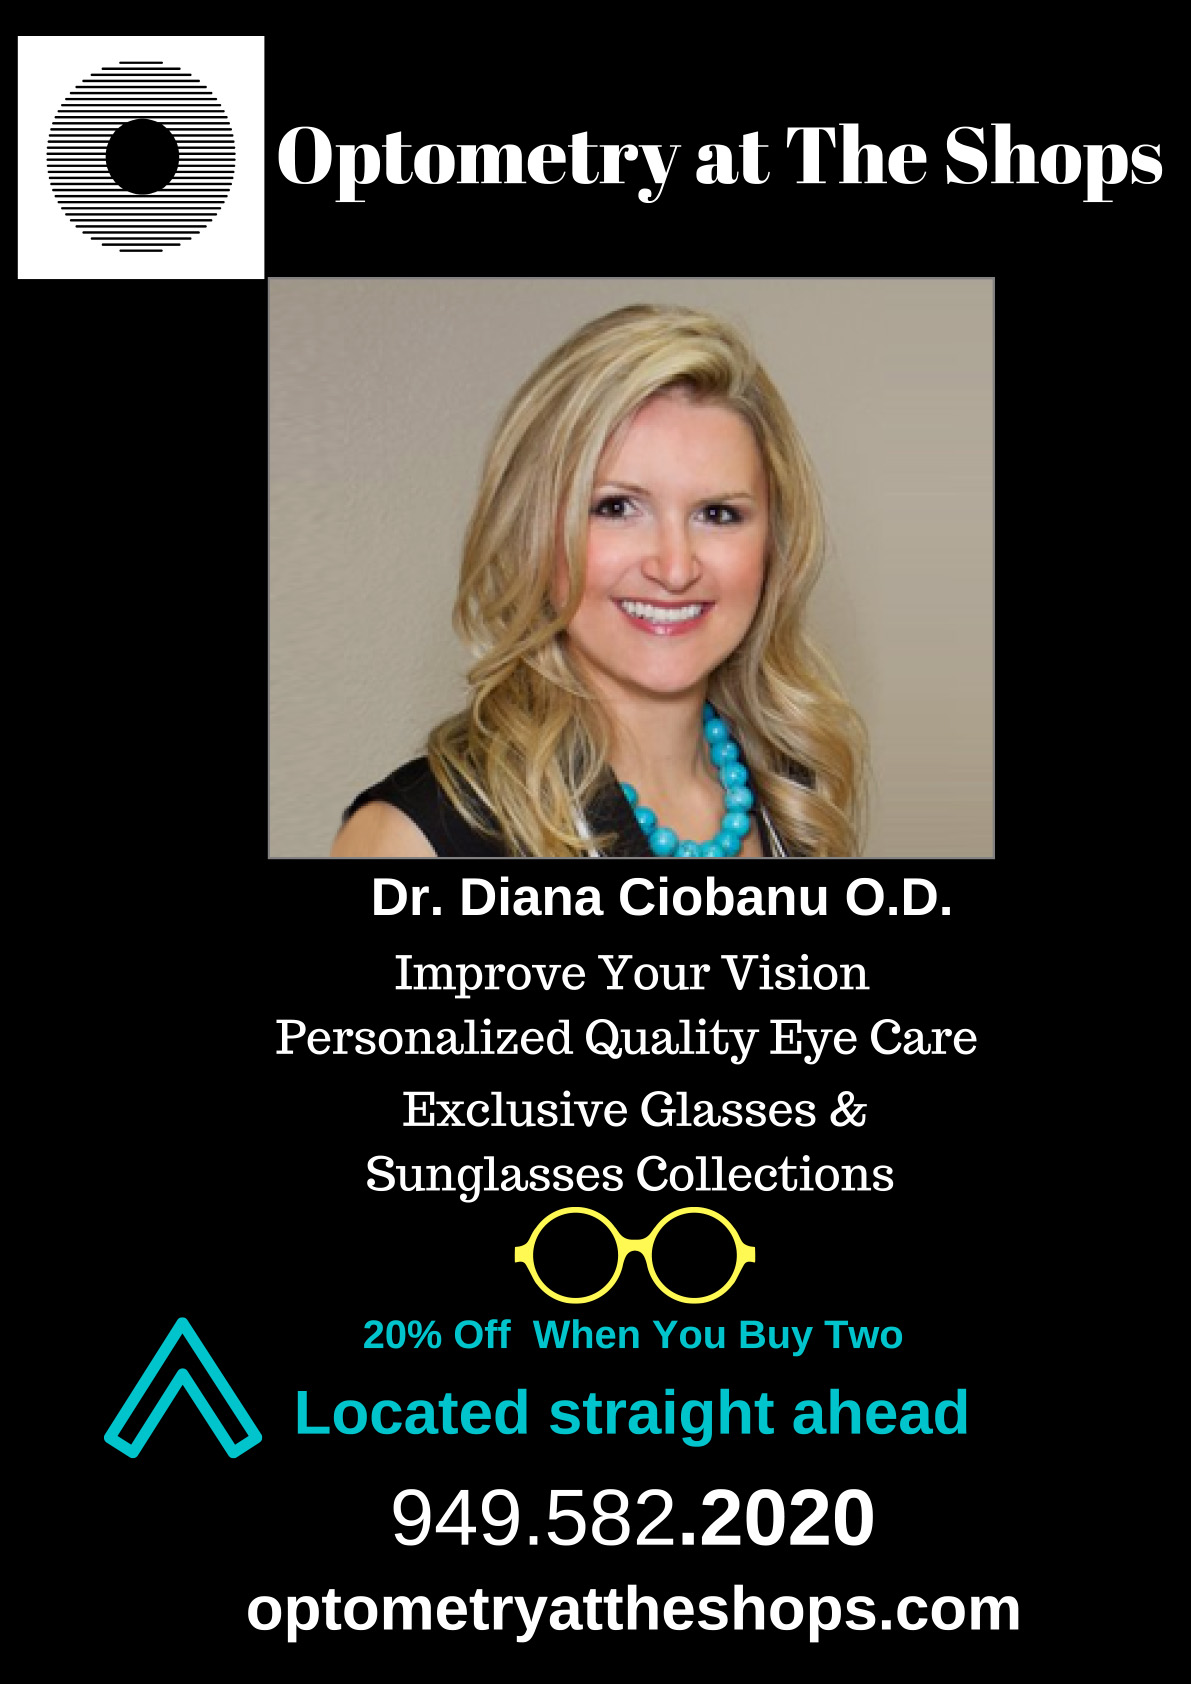 Optometry at The Shops
Dr. Diana Ciobanu O.D.
Improve Your Vision
Personalized Quality Eye Care
Exclusive Glasses &
Sunglasses Collections
20% Off When You Buy Two
Located straight ahead
949.582.2020
optometryattheshops.com